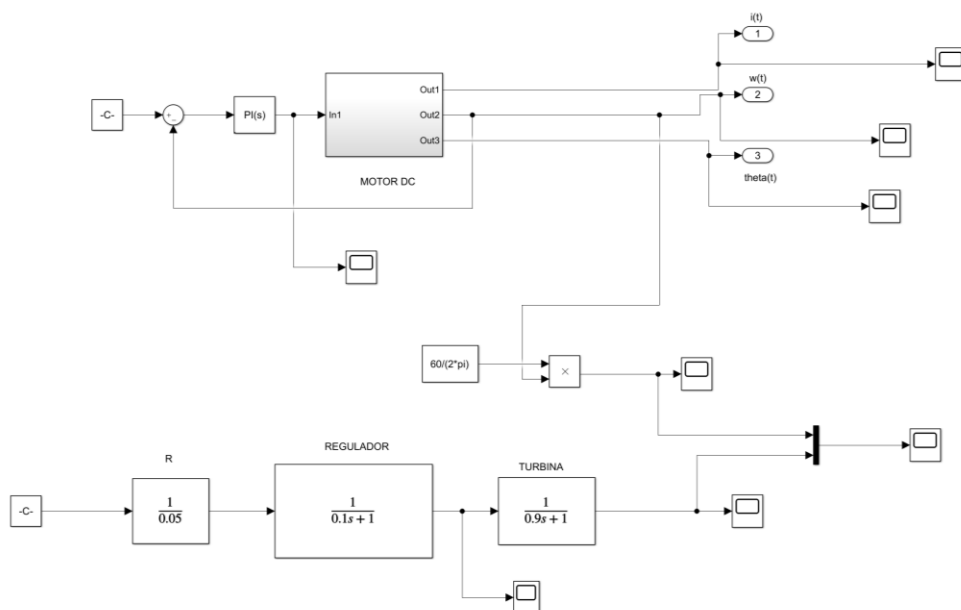 i(t)
1
w(t)
2
3
theta(t)
-C-
+
_
PI(s)
In1
Out1
Out2
Out3
MOTOR DC
60/(2*pi)
×
R
REGULADOR
TURBINA
-C-
1
0.05
1
0.1s + 1
1
0.9s + 1